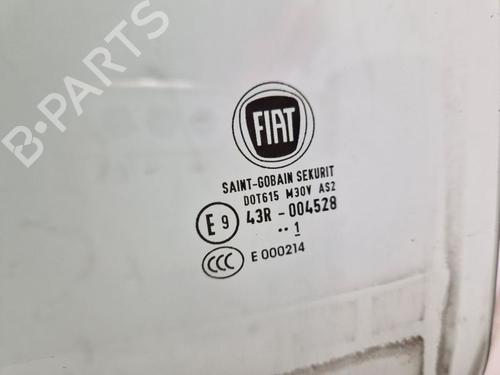 B-PARTS
FIAT
SAINT-GOBAIN SEKURIT
DOT615 M30V AS2
E 9 43R - 004528
·· 1
CCC E 000214